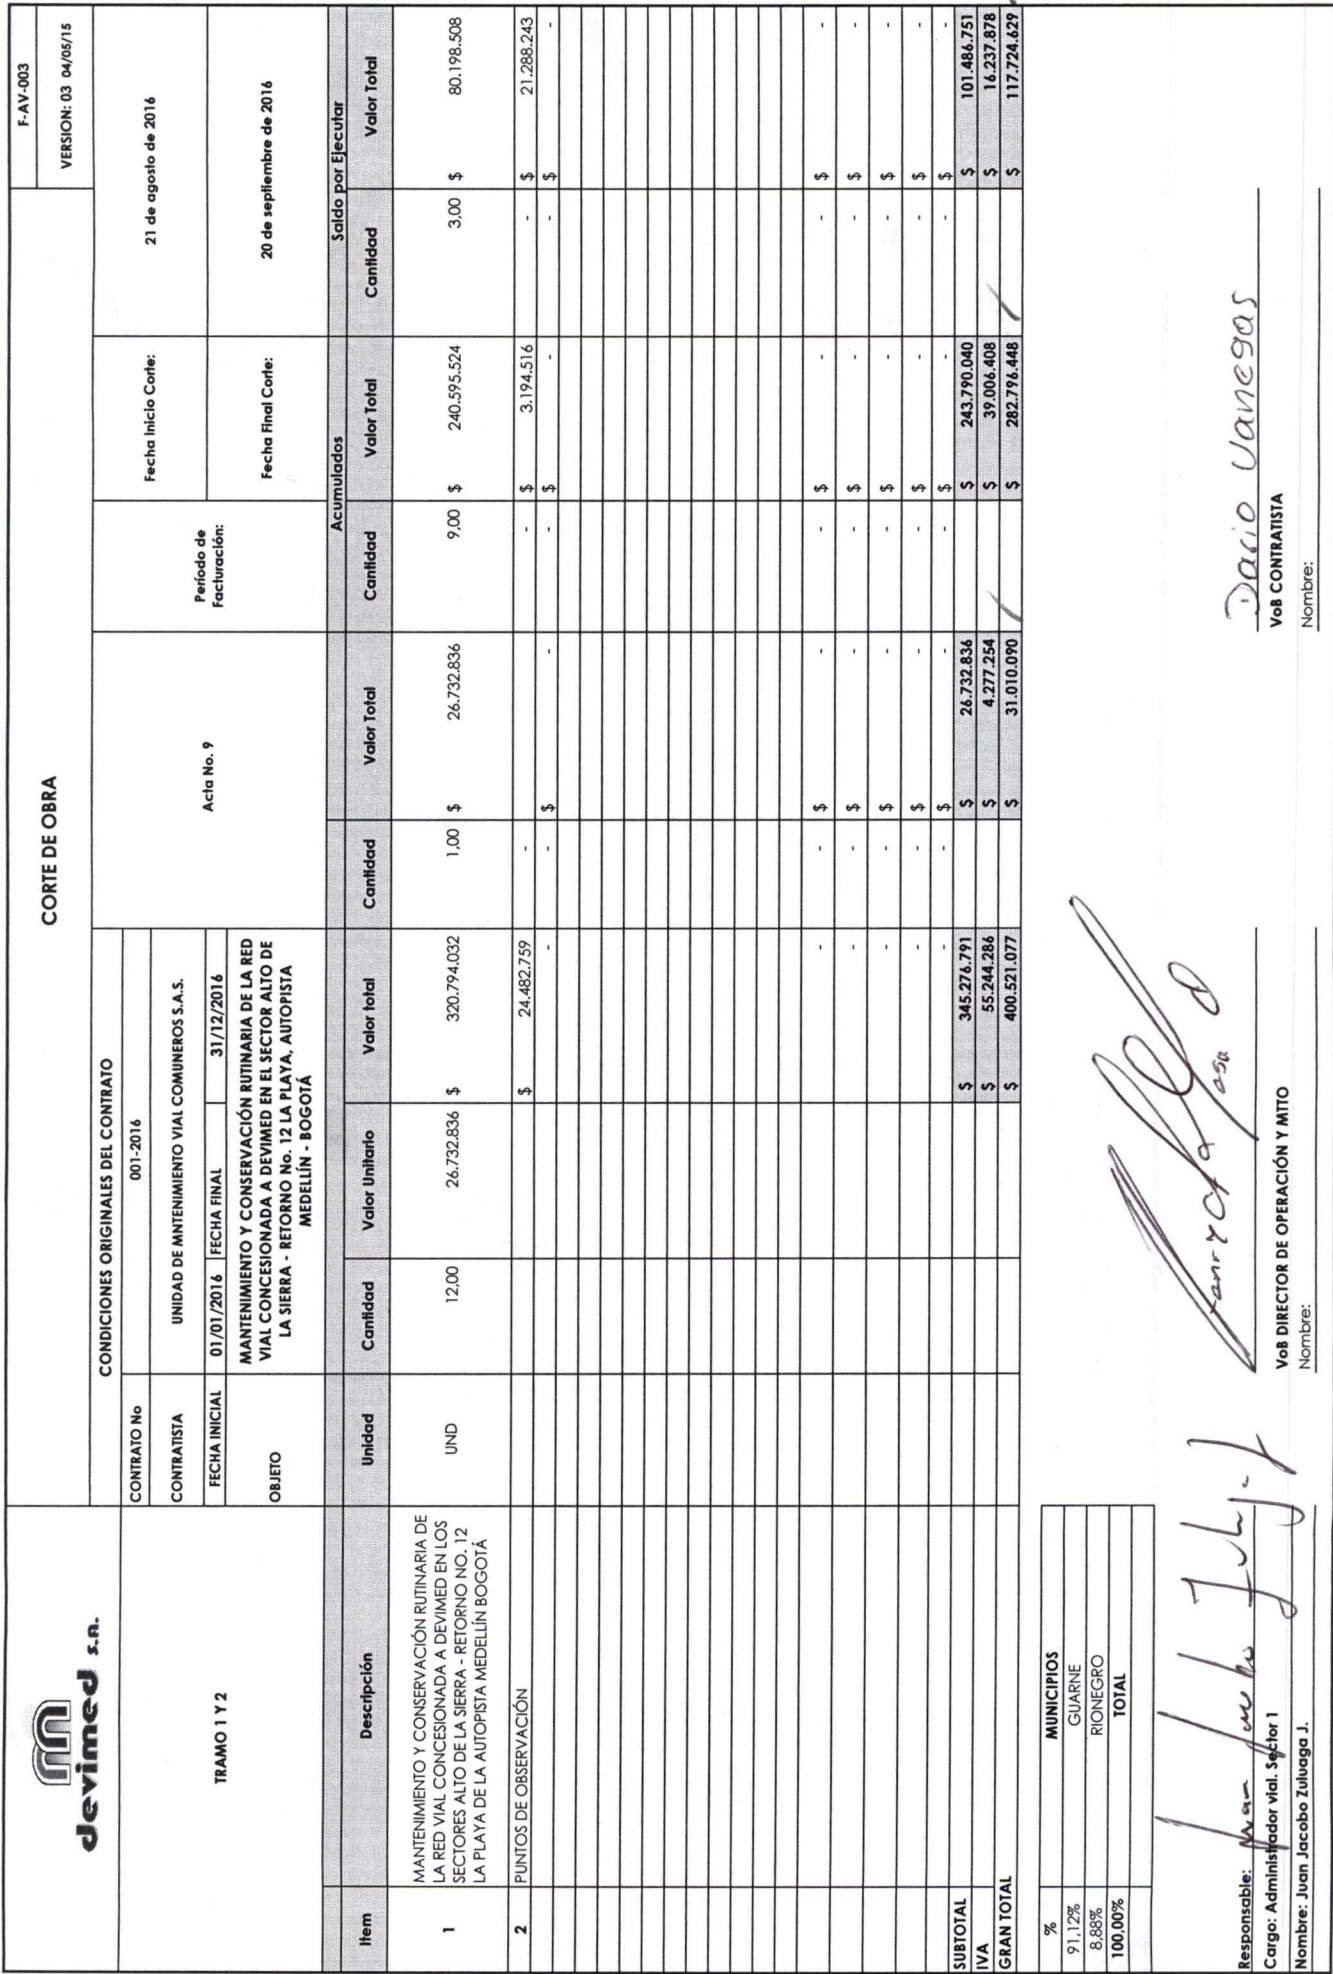 devimed s.a.
CORTE DE OBRA
F-AV-003
VERSION: 03 04/05/15
TRAMO 1 Y 2
CONDICIONES ORIGINALES DEL CONTRATO
CONTRATO No 001-2016
CONTRATISTA UNIDAD DE MNTENIMIENTO VIAL COMUNEROS S.A.S.
FECHA INICIAL 01/01/2016 FECHA FINAL 31/12/2016
OBJETO
MANTENIMIENTO Y CONSERVACIÓN RUTINARIA DE LA RED
VIAL CONCESIONADA A DEVIMED EN EL SECTOR ALTO DE
LA SIERRA - RETORNO No. 12 LA PLAYA, AUTOPISTA
MEDELLÍN - BOGOTÁ
Acta No. 9
Período de
Facturación:
Fecha Inicio Corte: 21 de agosto de 2016
Fecha Final Corte: 20 de septiembre de 2016
Acumulados Saldo por Ejecutar
Item Descripción Unidad Cantidad Valor Unitario Valor total Cantidad Valor Total Cantidad Valor Total Cantidad Valor Total
MANTENIMIENTO Y CONSERVACIÓN RUTINARIA DE
LA RED VIAL CONCESIONADA A DEVIMED EN LOS
SECTORES ALTO DE LA SIERRA - RETORNO NO. 12
LA PLAYA DE LA AUTOPISTA MEDELLÍN BOGOTÁ
1 UND 12,00 26.732.836 $ 320.794.032 1,00 $ 26.732.836 9,00 $ 240.595.524 3,00 $ 80.198.508
2 PUNTOS DE OBSERVACIÓN $ 24.482.759 - - $ 3.194.516 - $ 21.288.243
- - $ - - $ - - $ -
- - $ - - $ - - $ -
- - $ - - $ - - $ -
- - $ - - $ - - $ -
- - $ - - $ - - $ -
- - $ - - $ - - $ -
SUBTOTAL $ 345.276.791 $ 26.732.836 $ 243.790.040 $ 101.486.751
IVA $ 55.244.286 $ 4.277.254 $ 39.006.408 $ 16.237.878
GRAN TOTAL $ 400.521.077 $ 31.010.090 $ 282.796.448 $ 117.724.629
% MUNICIPIOS
91,12% GUARNE
8,88% RIONEGRO
100,00% TOTAL
Responsable:
Cargo: Administrador vial. Sector 1
Nombre: Juan Jacobo Zuluaga J.
VoB DIRECTOR DE OPERACIÓN Y MTTO
Nombre:
Dario Vanegas
VoB CONTRATISTA
Nombre: